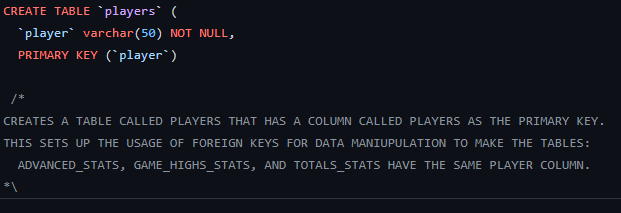 CREATE TABLE `players` (
`player` varchar(50) NOT NULL,
PRIMARY KEY (`player`)
/*
CREATES A TABLE CALLED PLAYERS THAT HAS A COLUMN CALLED PLAYERS AS THE PRIMARY KEY.
THIS SETS UP THE USAGE OF FOREIGN KEYS FOR DATA MANIUPULATION TO MAKE THE TABLES:
ADVANCED_STATS, GAME_HIGHS_STATS, AND TOTALS_STATS HAVE THE SAME PLAYER COLUMN.
*\